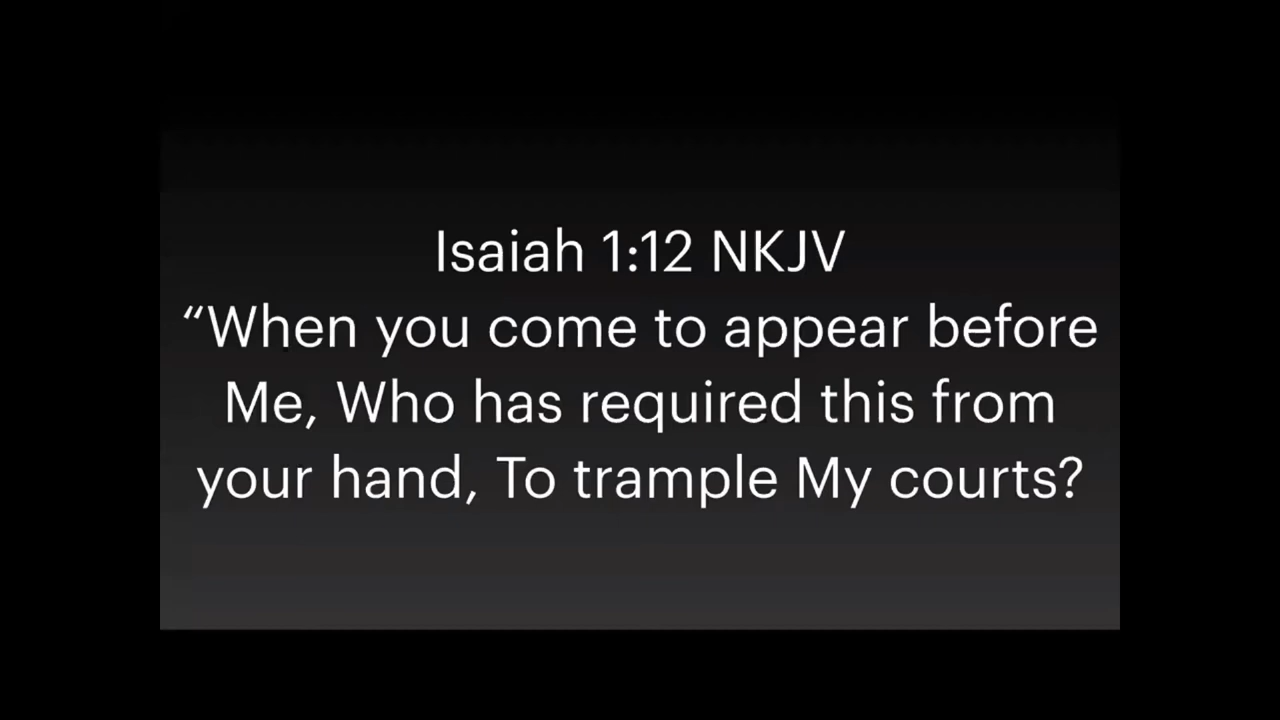 Isaiah 1:12 NKJV
“When you come to appear before
Me, Who has required this from
your hand, To trample My courts?